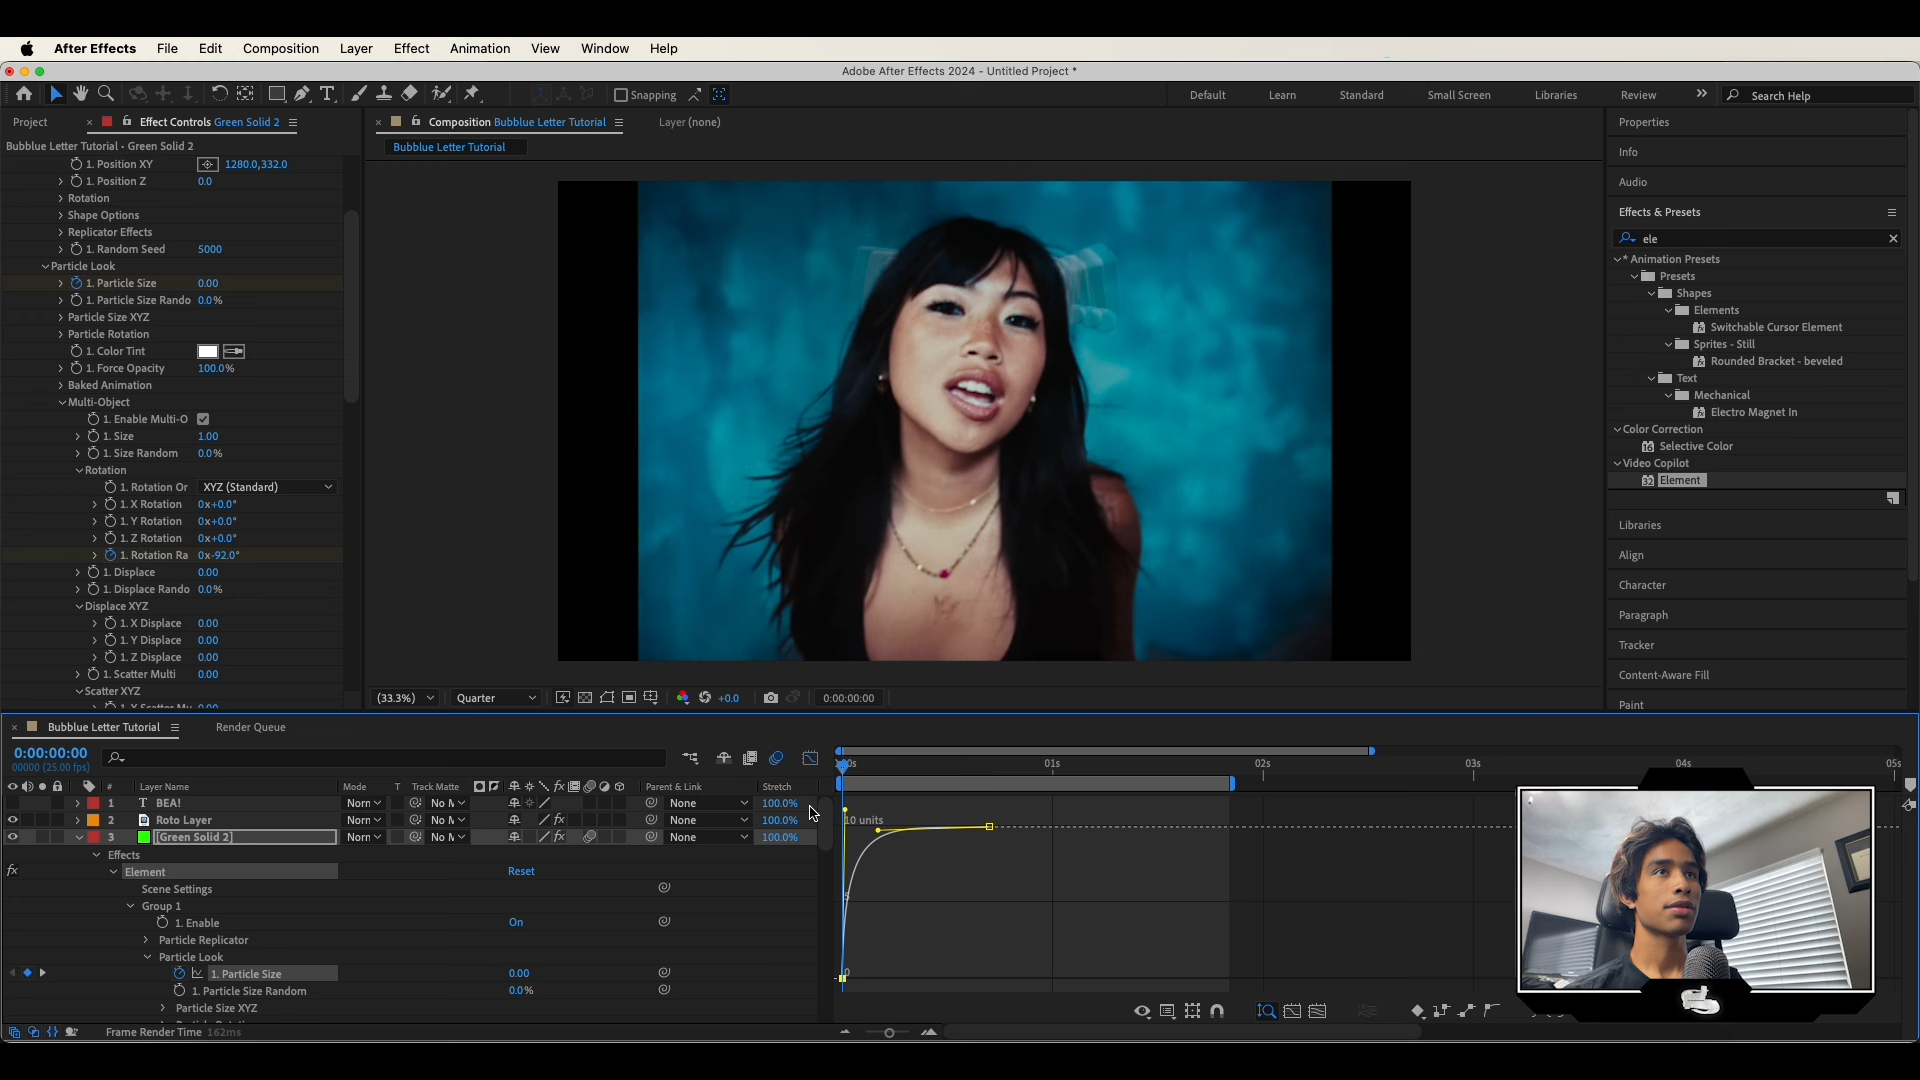 After Effects File Edit Composition Layer Effect Animation View Window Help
Adobe After Effects 2024 - Untitled Project *
Snapping
Default Learn Standard Small Screen Libraries Review Search Help
Project Effect Controls Green Solid 2
Bubblue Letter Tutorial • Green Solid 2
1. Position XY 1280.0,332.0
1. Position Z 0.0
Rotation
Shape Options
Replicator Effects
1. Random Seed 5000
Particle Look
1. Particle Size 0.00
1. Particle Size Rando 0.0%
Particle Size XYZ
Particle Rotation
1. Color Tint
1. Force Opacity 100.0%
Baked Animation
Multi-Object
1. Enable Multi-O
1. Size 1.00
1. Size Random 0.0%
Rotation
1. Rotation Or XYZ (Standard)
1. X Rotation 0x+0.0°
1. Y Rotation 0x+0.0°
1. Z Rotation 0x+0.0°
1. Rotation Ra 0x-92.0°
1. Displace 0.00
1. Displace Rando 0.0%
Displace XYZ
1. X Displace 0.00
1. Y Displace 0.00
1. Z Displace 0.00
1. Scatter Multi 0.00
Scatter XYZ
Composition Bubblue Letter Tutorial Layer (none)
Bubblue Letter Tutorial
(33.3%) Quarter +0.0 0:00:00:00
Properties
Info
Audio
Effects & Presets
ele
* Animation Presets
Presets
Shapes
Elements
Switchable Cursor Element
Sprites - Still
Rounded Bracket - beveled
Text
Mechanical
Electro Magnet In
Color Correction
16 Selective Color
Video Copilot
32 Element
Libraries
Align
Character
Paragraph
Tracker
Content-Aware Fill
Paint
Bubblue Letter Tutorial Render Queue
0:00:00:00
00000 (25.00 fps)
# Layer Name Mode T Track Matte Parent & Link Stretch
1 T BEA! Norr None 100.0%
2 Roto Layer Norr None 100.0%
3 [Green Solid 2] Norr None 100.0%
Effects
fx Element Reset
Scene Settings
Group 1
1. Enable On
Particle Replicator
Particle Look
1. Particle Size 0.00
1. Particle Size Random 0.0%
Particle Size XYZ
Frame Render Time 162ms
01s 02s 03s 04s 05s
10 units
5
0